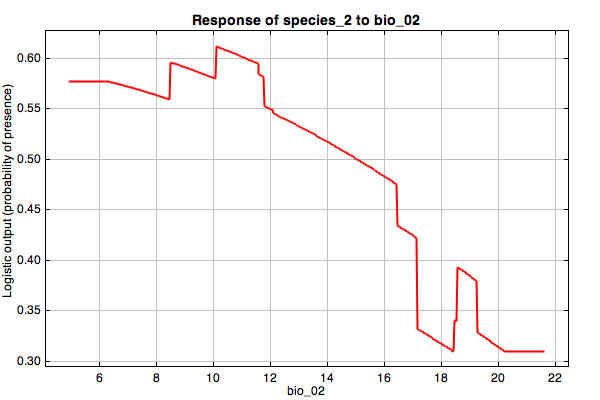 Response of species_2 to bio_02
Logistic output (probability of presence)
0.60
0.55
0.50
0.45
0.40
0.35
0.30
6 8 10 12 14 16 18 20 22
bio_02